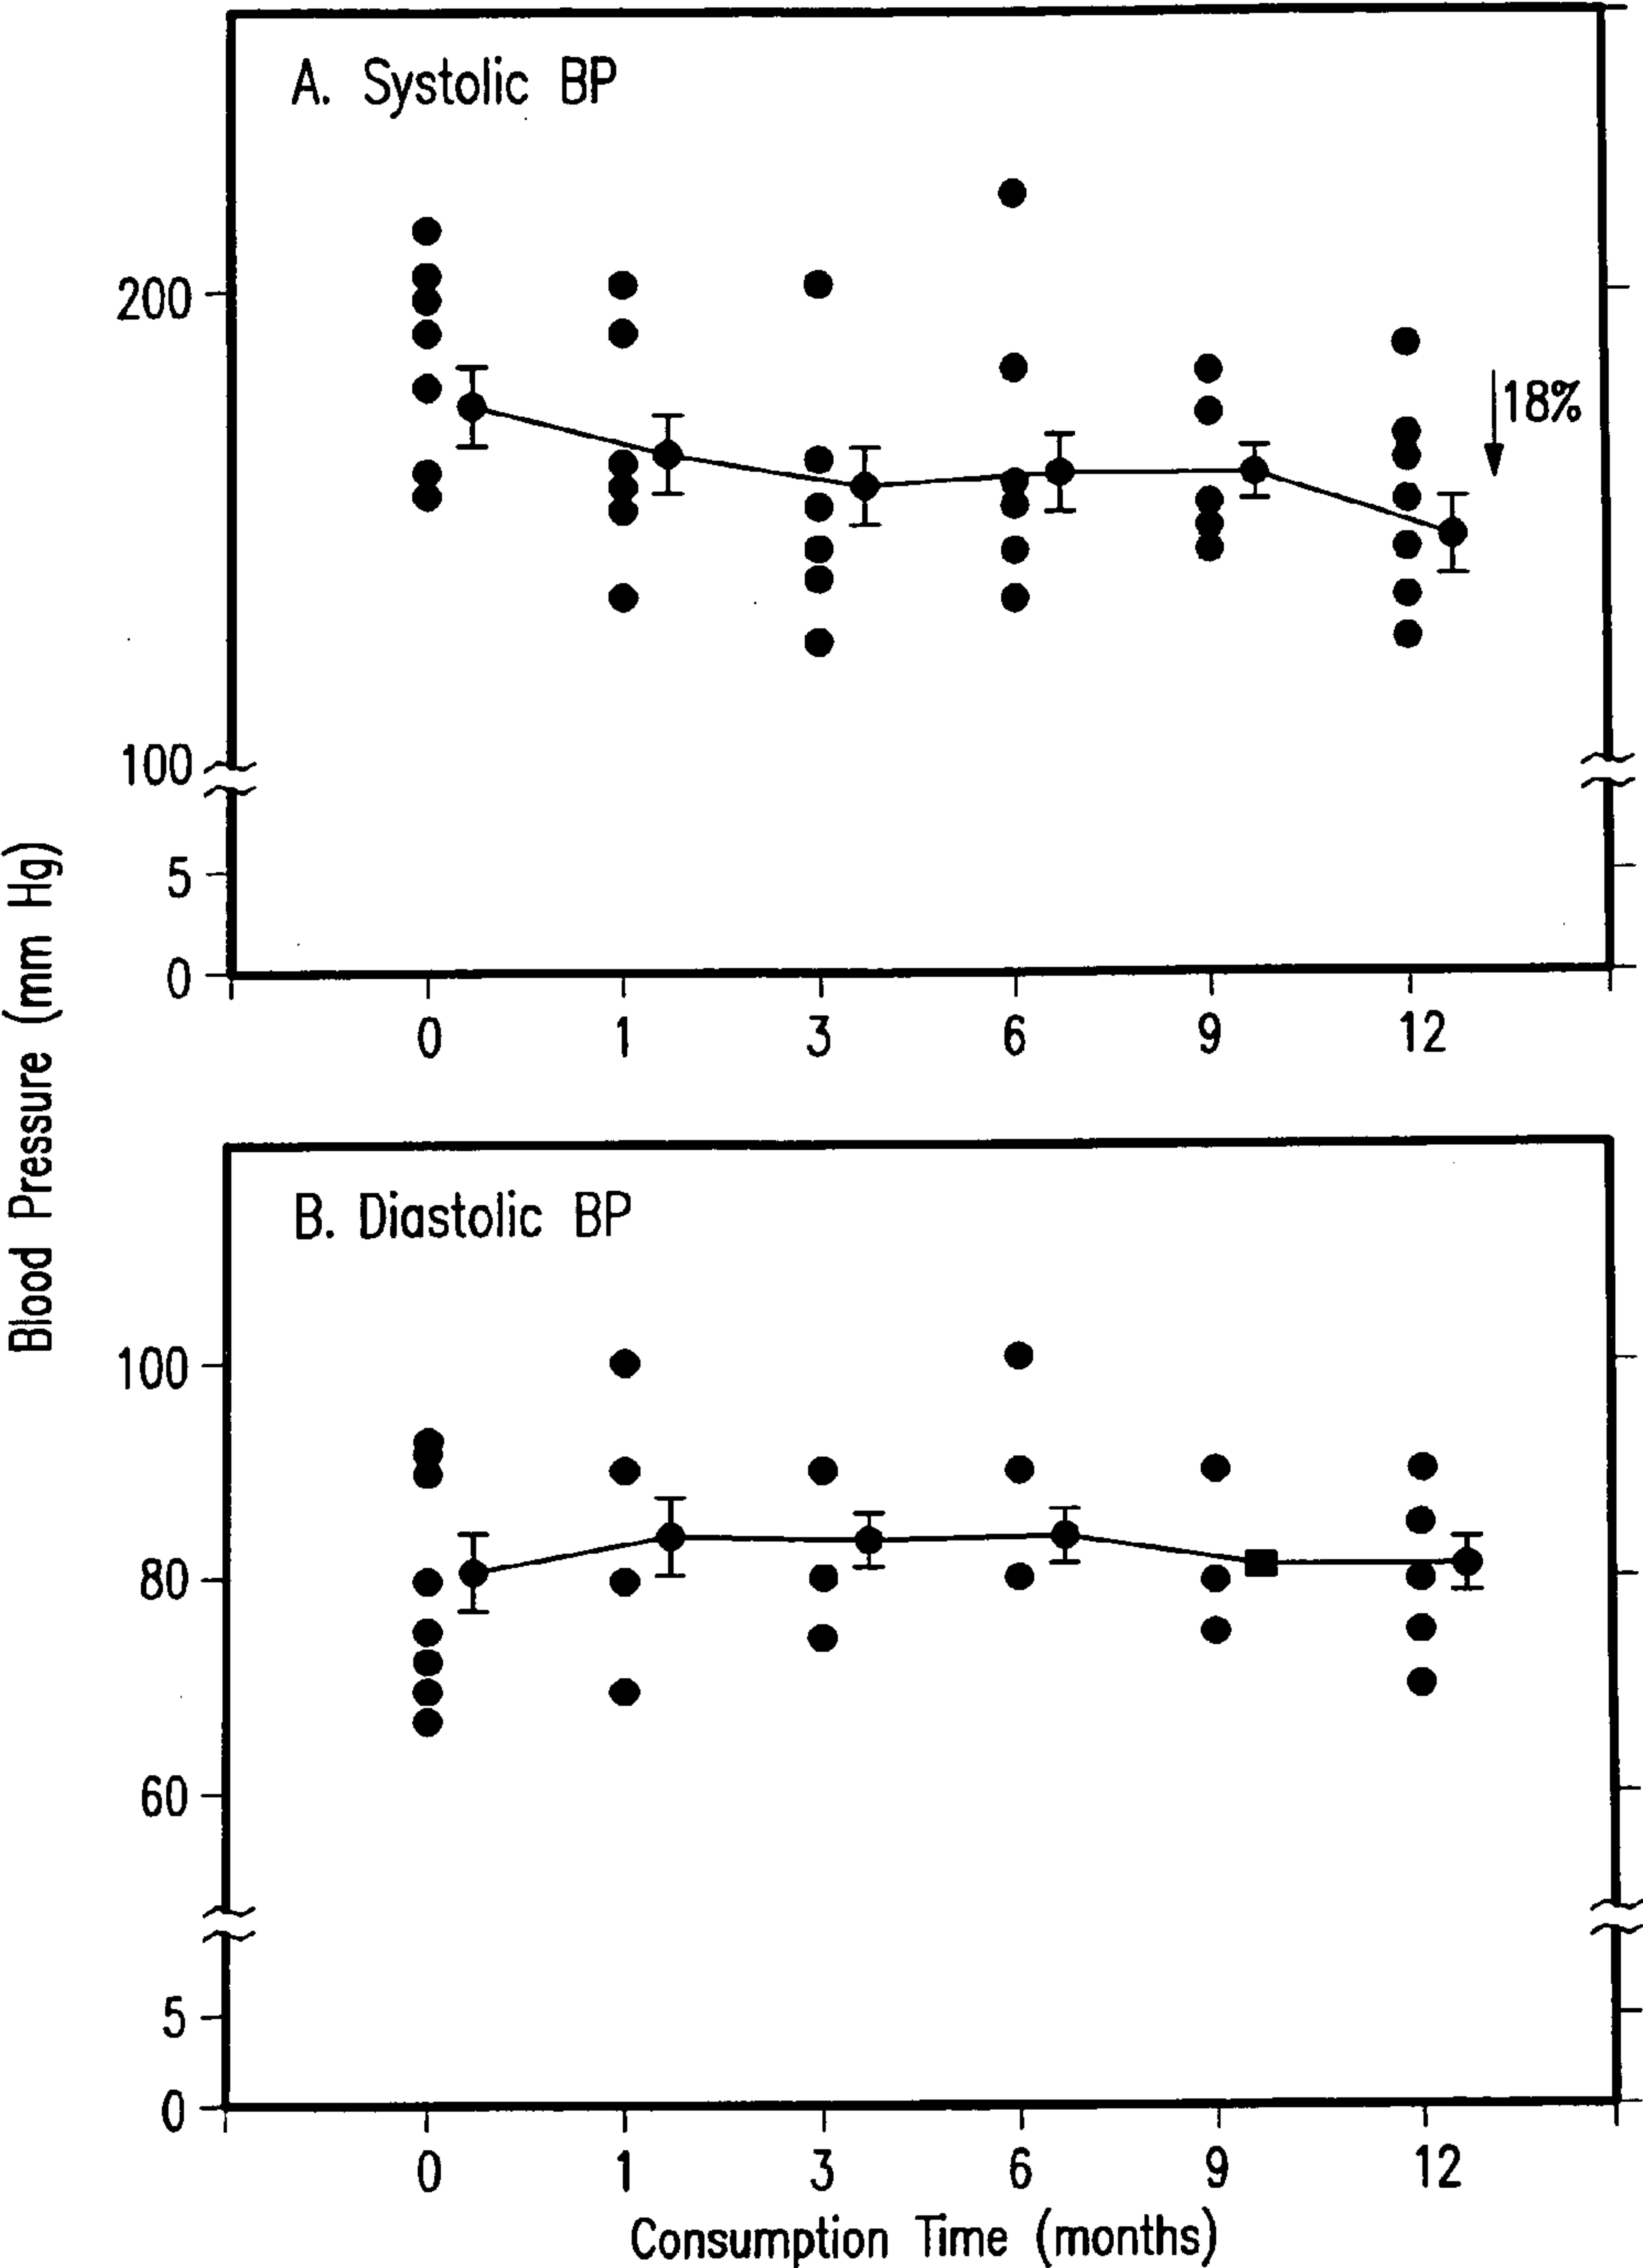 A. Systolic BP
200
18%
100
5
0
0 1 3 6 9 12
Blood Pressure (mm Hg)
B. Diastolic BP
100
80
60
5
0
0 1 3 6 9 12
Consumption Time (months)